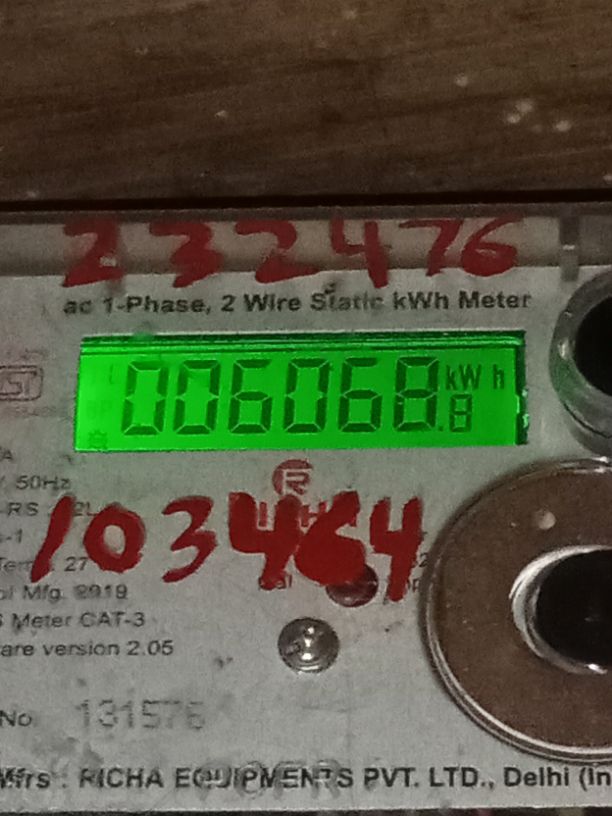 232476
ac 1-Phase, 2 Wire Static kWh Meter
006068.8 kWh
50Hz
103464
2019
Meter CAT-3
version 2.05
No 131576
Mfrs : RICHA EQUIPMENTS PVT. LTD., Delhi